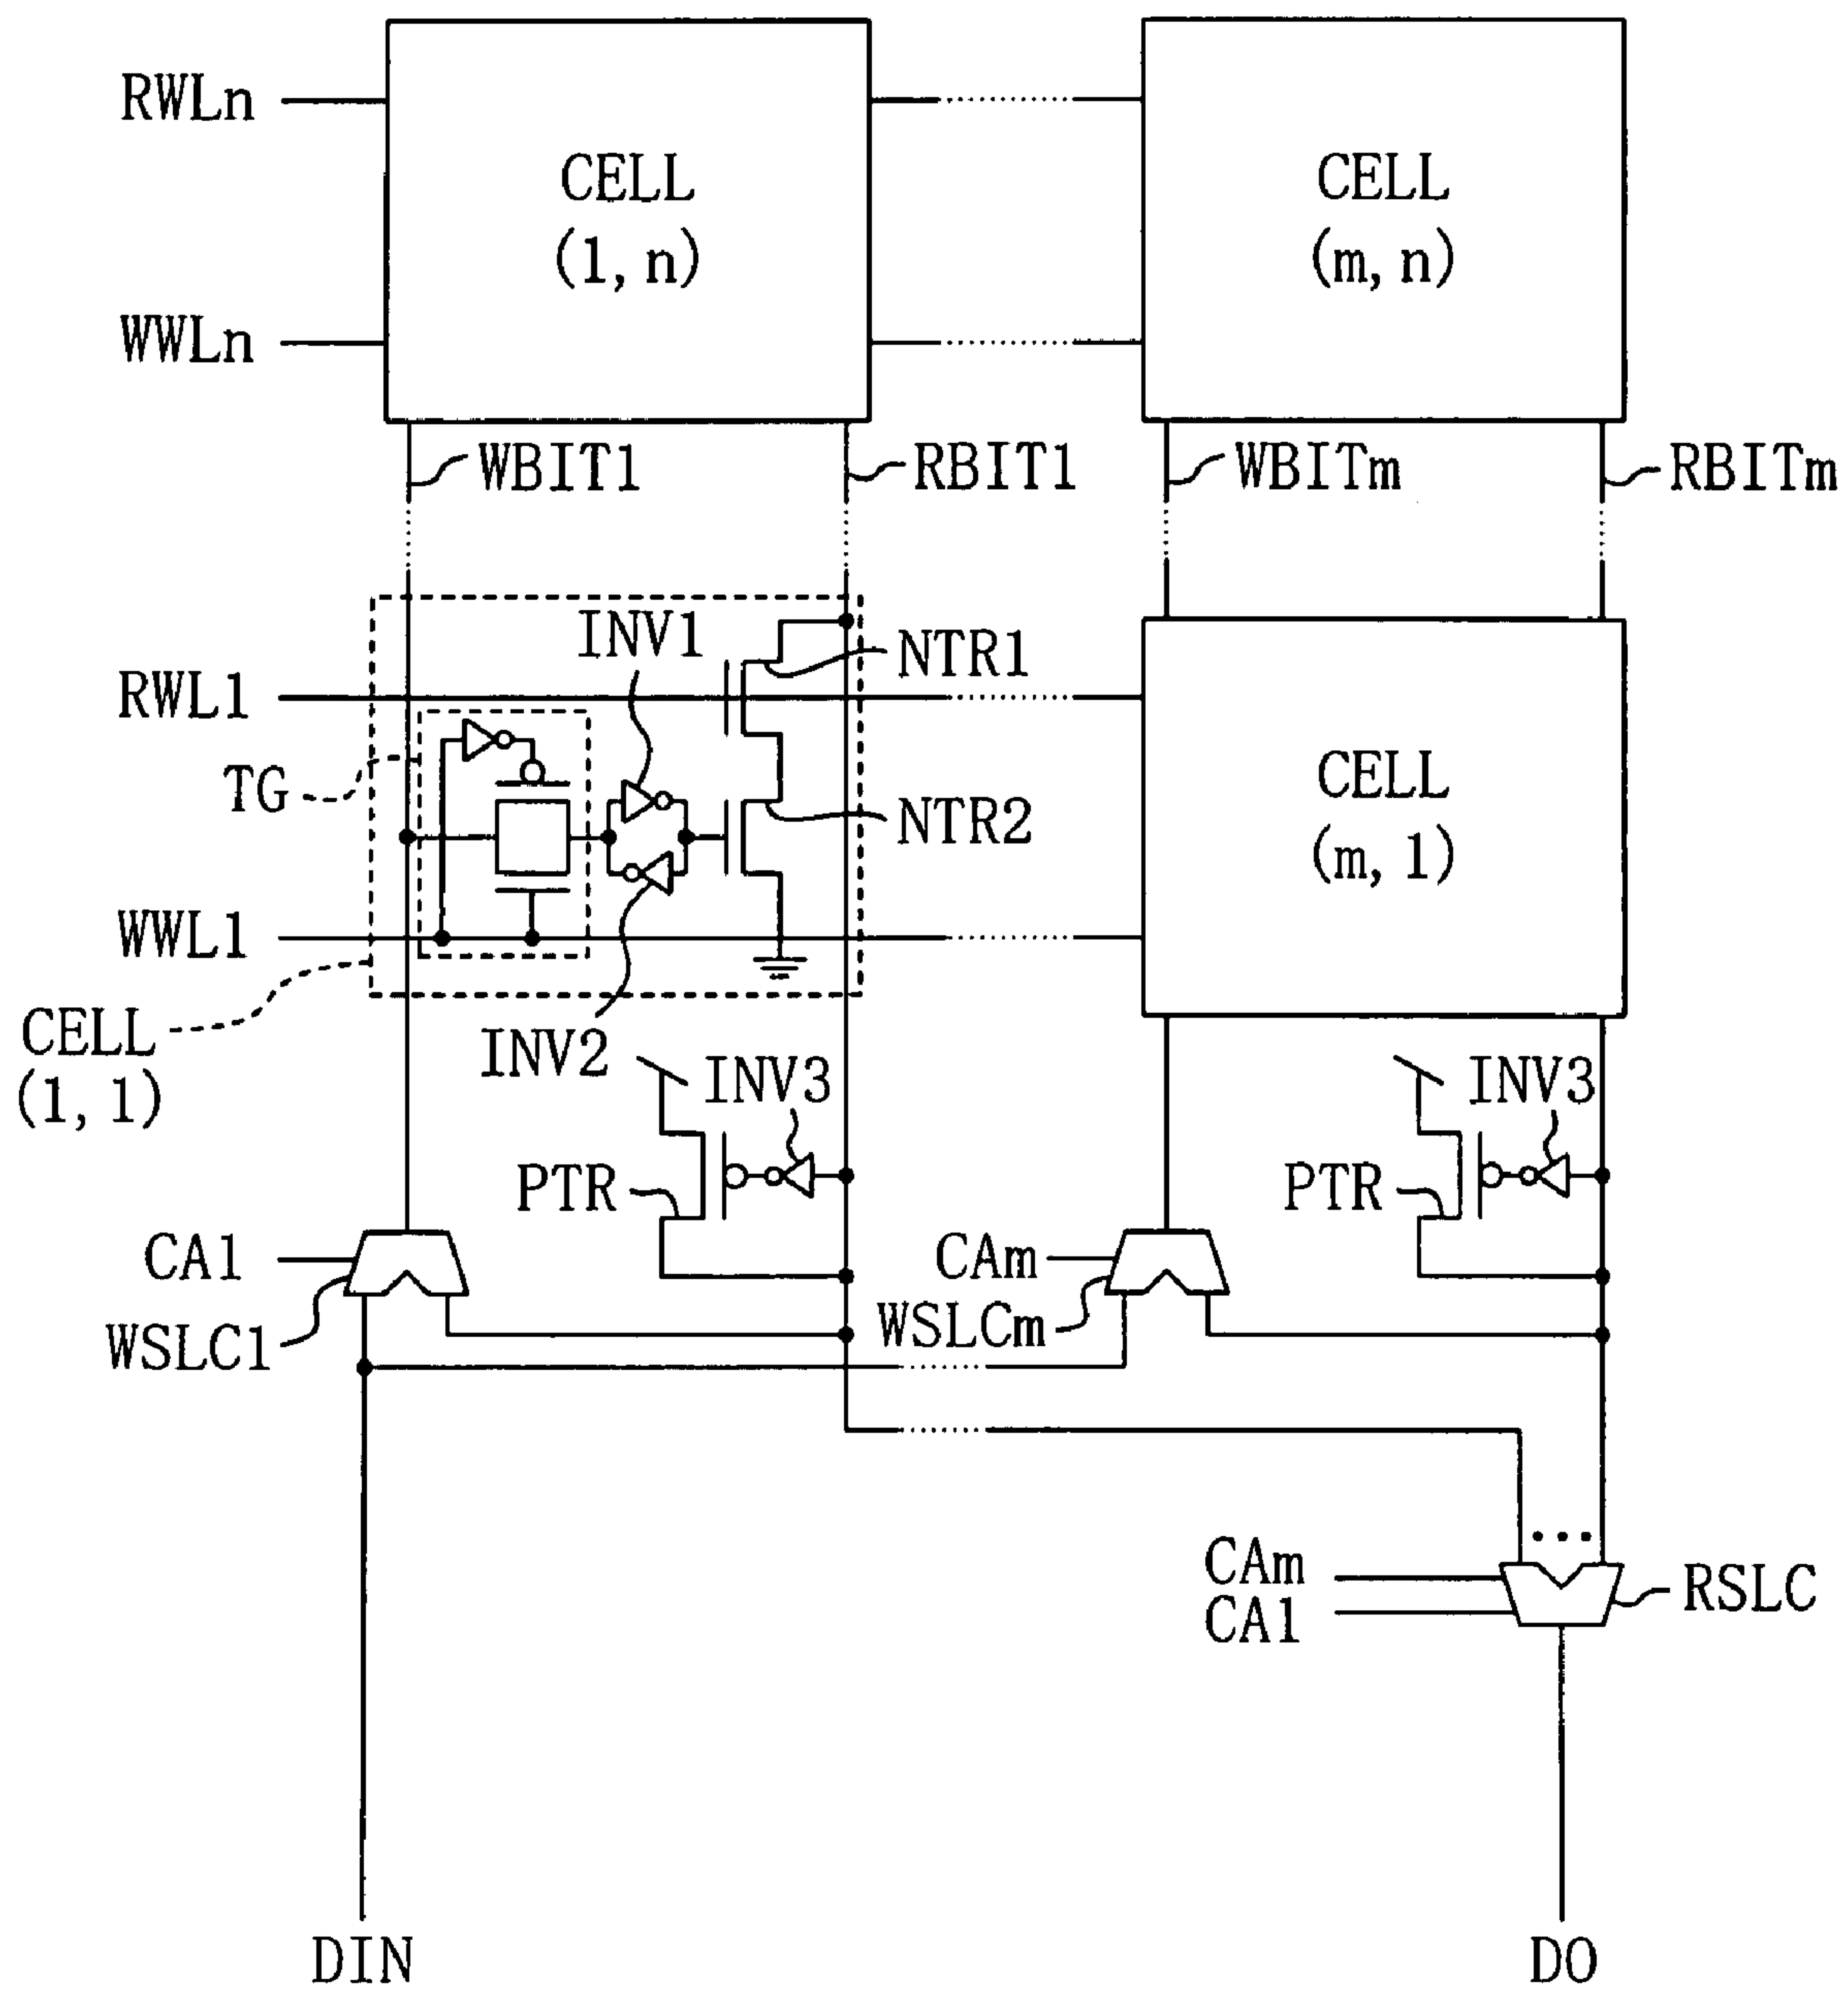 RWLn
CELL
(1, n)
CELL
(m, n)
WWLn
WBIT1
RBIT1
WBITm
RBITm
INV1
NTR1
RWL1
TG
NTR2
CELL
(m, 1)
WWL1
CELL
(1, 1)
INV2
INV3
INV3
PTR
PTR
CA1
CAm
WSLC1
WSLCm
CAm
CA1
RSLC
DIN
DO